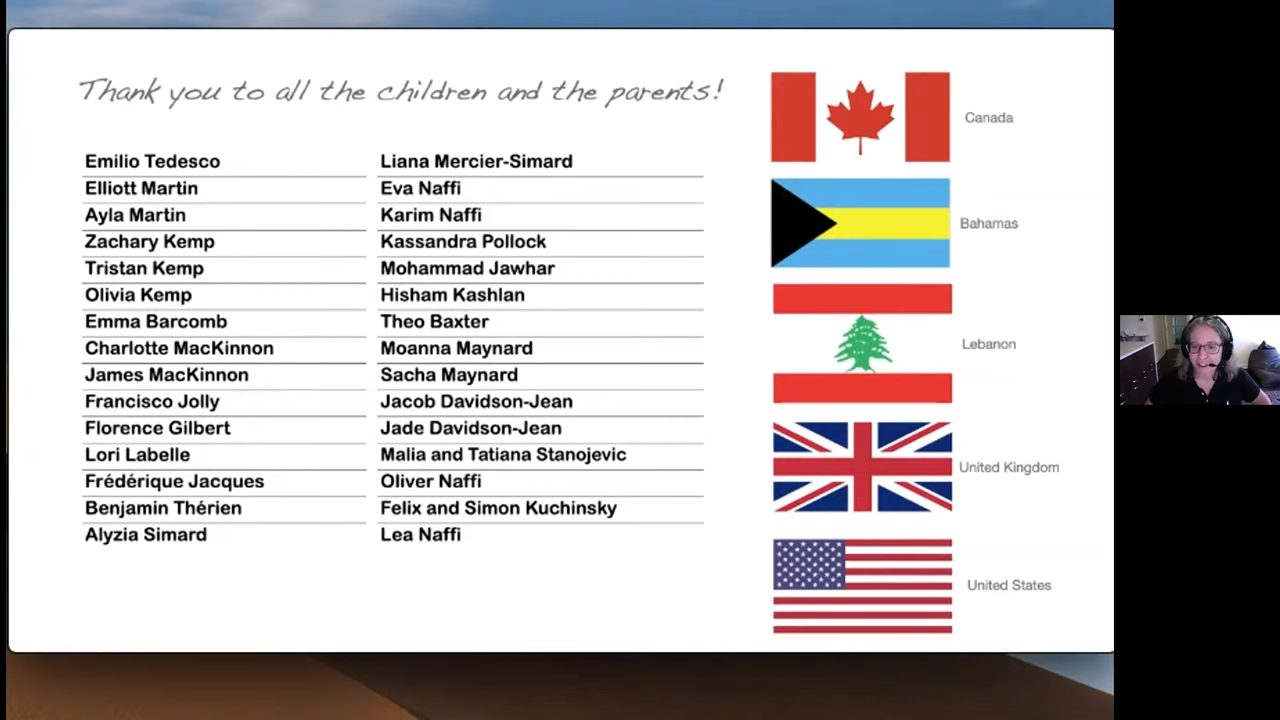 Thank you to all the children and the parents!
Emilio Tedesco
Elliott Martin
Ayla Martin
Zachary Kemp
Tristan Kemp
Olivia Kemp
Emma Barcomb
Charlotte MacKinnon
James MacKinnon
Francisco Jolly
Florence Gilbert
Lori Labelle
Frédérique Jacques
Benjamin Thérien
Alyzia Simard
Liana Mercier-Simard
Eva Naffi
Karim Naffi
Kassandra Pollock
Mohammad Jawhar
Hisham Kashlan
Theo Baxter
Moanna Maynard
Sacha Maynard
Jacob Davidson-Jean
Jade Davidson-Jean
Malia and Tatiana Stanojevic
Oliver Naffi
Felix and Simon Kuchinsky
Lea Naffi
Canada
Bahamas
Lebanon
United Kingdom
United States